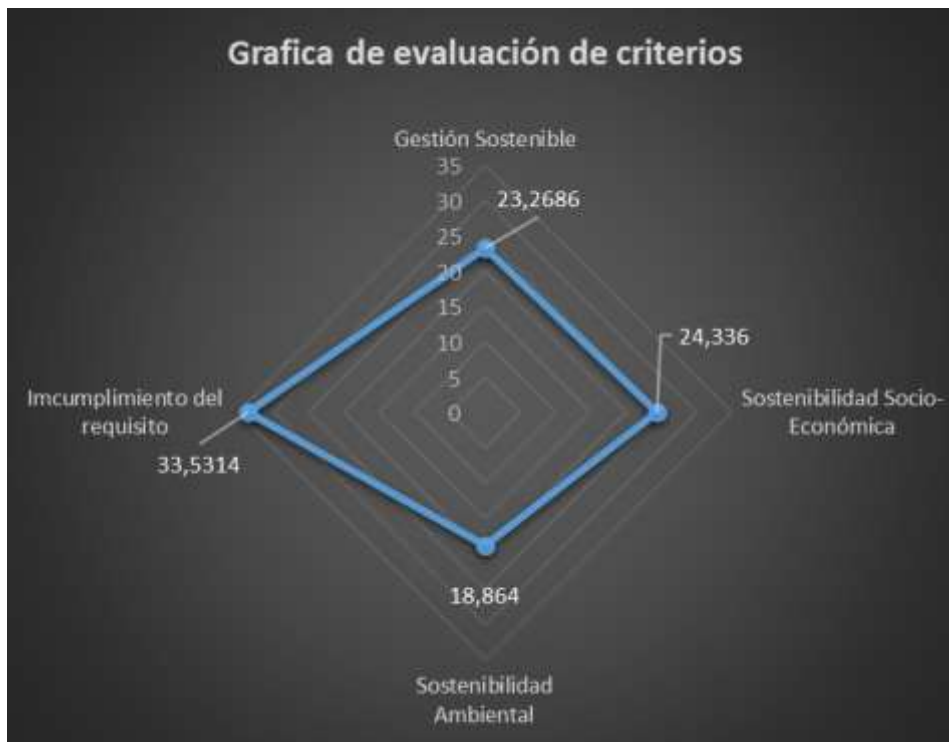 Grafica de evaluación de criterios
Gestión Sostenible
35
30
23,2686
25
20
15
24,336
10
5
0
Imcumplimiento del
requisito
Sostenibilidad Socio-
Económica
33,5314
18,864
Sostenibilidad
Ambiental